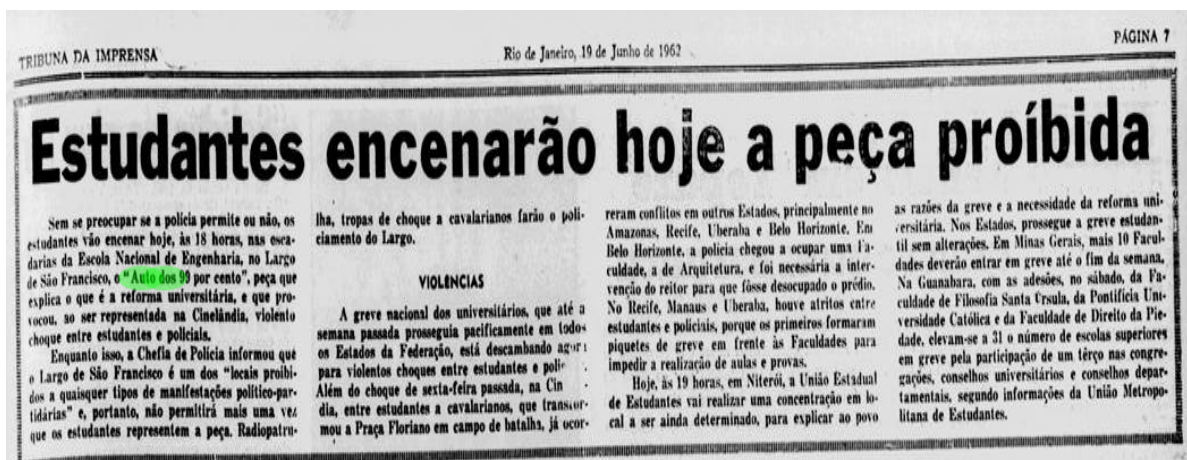 TRIBUNA DA IMPRENSA
Rio de Janeiro, 19 de Junho de 1962
PÁGINA 7
Estudantes encenarão hoje a peça proíbida
Sem se preocupar se a polícia permite ou não, os
estudantes vão encenar hoje, às 18 horas, nas esca-
darias da Escola Nacional de Engenharia, no Largo
de São Francisco, o "Auto dos 99 por cento", peça que
explica o que é a reforma universitária, e que pro-
vocou, ao ser representada na Cinelândia, violento
choque entre estudantes e policiais.
Enquanto isso, a Chefia de Polícia informou que
o Largo de São Francisco é um dos "locais proibi-
dos a quaisquer tipos de manifestações político-par-
tidárias" e, portanto, não permitirá mais uma vez
que os estudantes representem a peça. Radiopatru-
lha, tropas de choque a cavalarianos farão o poli-
ciamento do Largo.
VIOLENCIAS
A greve nacional dos universitários, que até a
semana passada prosseguia pacificamente em todos
os Estados da Federação, está descambando agora
para violentos choques entre estudantes e poli-
Além do choque de sexta-feira passada, na Cin
dia, entre estudantes a cavalarianos, que transfor-
mou a Praça Floriano em campo de batalha, já ocor-
reram conflitos em outros Estados, principalmente no
Amazonas, Recife, Uberaba e Belo Horizonte. Em
Belo Horizonte, a polícia chegou a ocupar uma Fa-
culdade, a de Arquitetura, e foi necessária a inter-
venção do reitor para que fôsse desocupado o prédio.
No Recife, Manaus e Uberaba, houve atritos entre
estudantes e policiais, porque os primeiros formaram
piquetes de greve em frente às Faculdades para
impedir a realização de aulas e provas.
Hoje, às 19 horas, em Niterói, a União Estadual
de Estudantes vai realizar uma concentração em lo-
cal a ser ainda determinado, para explicar ao povo
as razões da greve e a necessidade da reforma uni-
versitária. Nos Estados, prossegue a greve estudan-
til sem alterações. Em Minas Gerais, mais 10 Facul-
dades deverão entrar em greve até o fim da semana.
Na Guanabara, com as adesões, no sábado, da Fa-
culdade de Filosofia Santa Úrsula, da Pontifícia Uni-
versidade Católica e da Faculdade de Direito da Pie-
dade, elevam-se a 31 o número de escolas superiores
em greve pela participação de um têrço nas congre-
gações, conselhos universitários e conselhos depar-
tamentais, segundo informações da União Metropo-
litana de Estudantes.